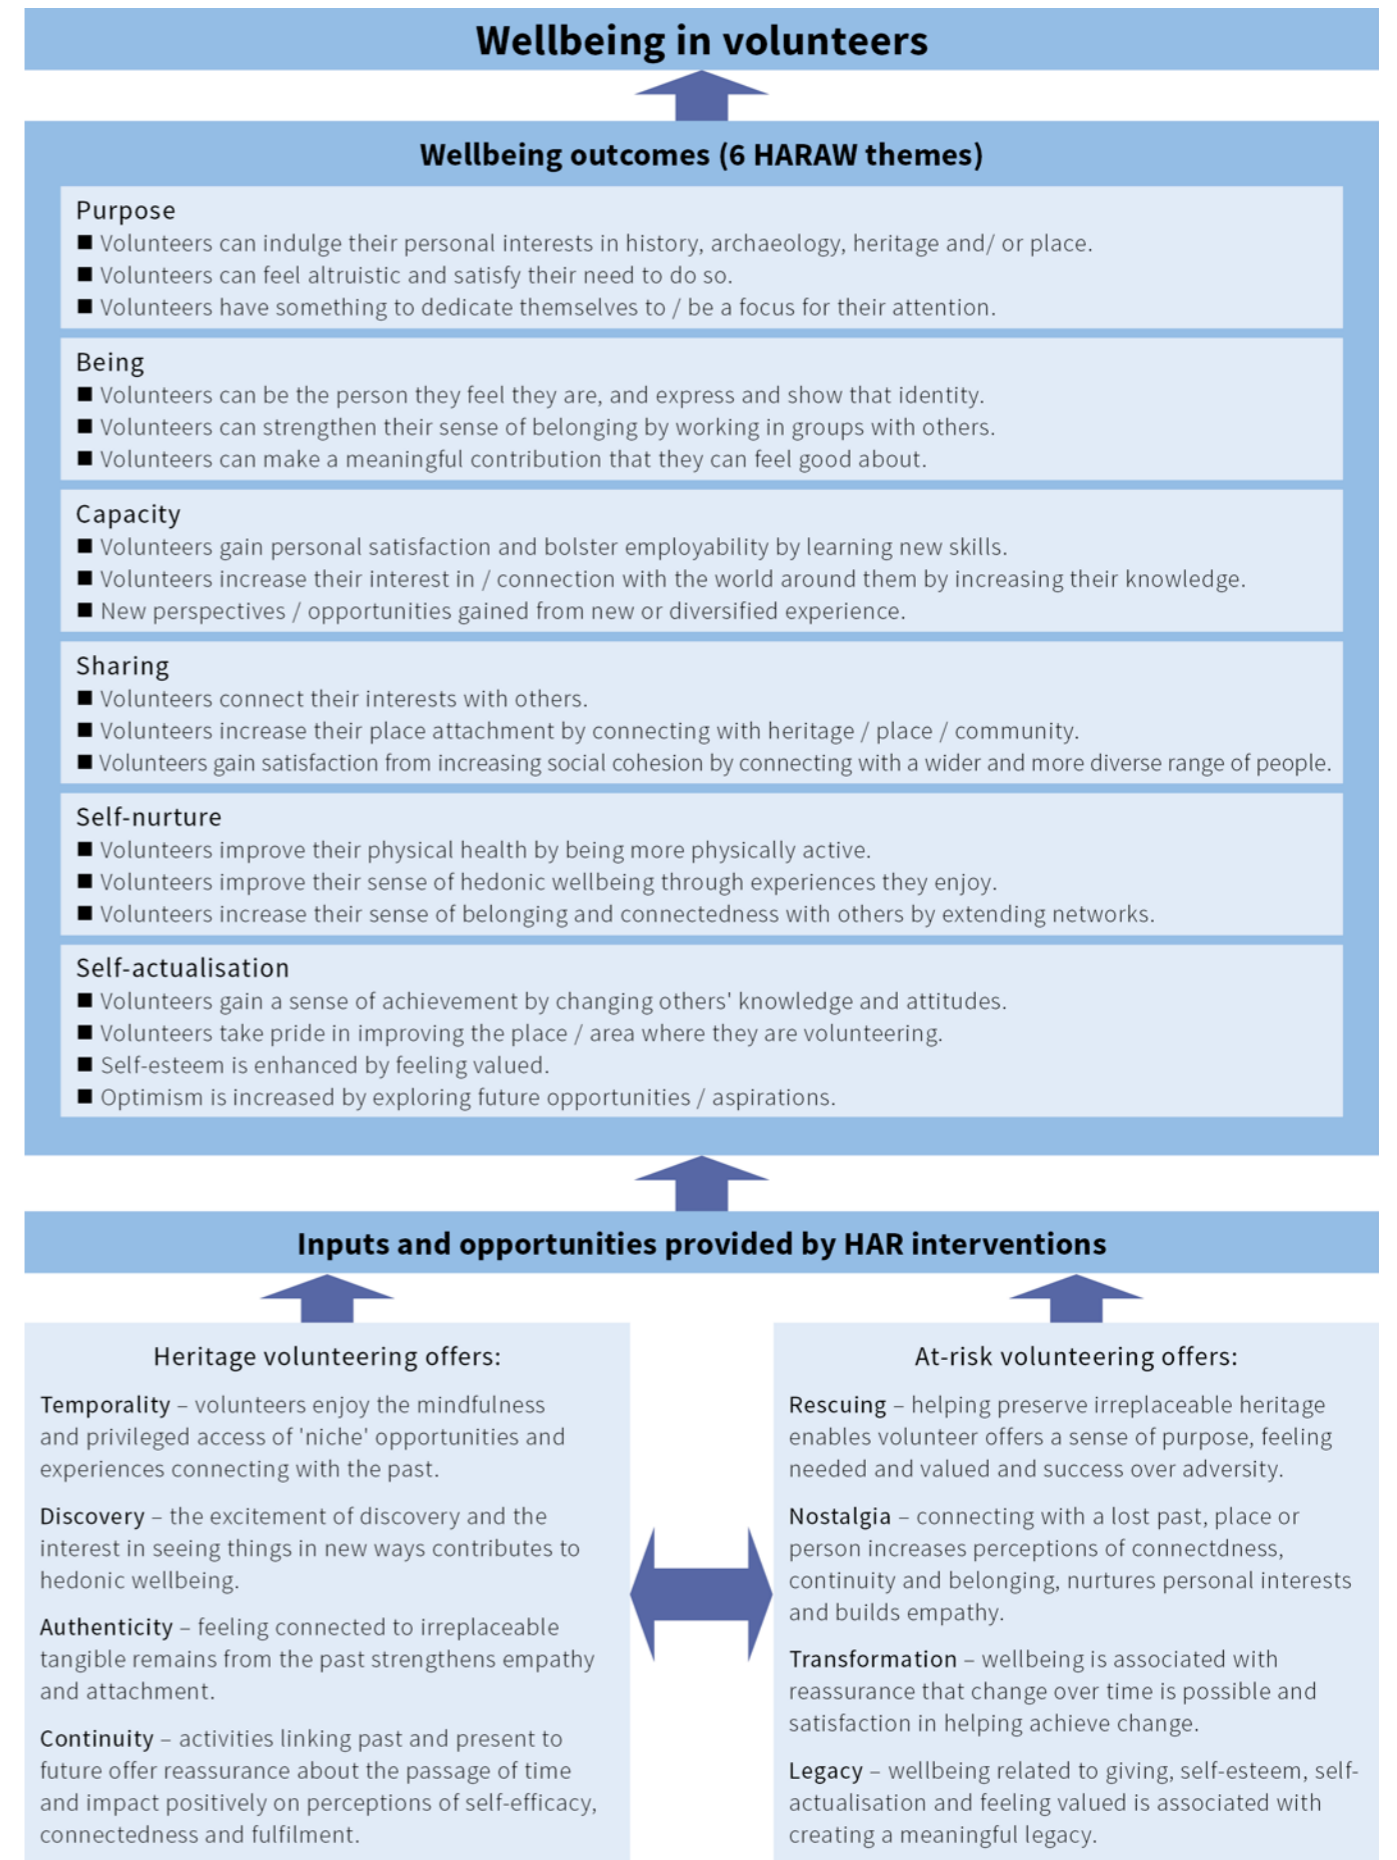 Wellbeing in volunteers
Wellbeing outcomes (6 HARAW themes)
Purpose
■ Volunteers can indulge their personal interests in history, archaeology, heritage and/ or place.
■ Volunteers can feel altruistic and satisfy their need to do so.
■ Volunteers have something to dedicate themselves to / be a focus for their attention.
Being
■ Volunteers can be the person they feel they are, and express and show that identity.
■ Volunteers can strengthen their sense of belonging by working in groups with others.
■ Volunteers can make a meaningful contribution that they can feel good about.
Capacity
■ Volunteers gain personal satisfaction and bolster employability by learning new skills.
■ Volunteers increase their interest in / connection with the world around them by increasing their knowledge.
■ New perspectives / opportunities gained from new or diversified experience.
Sharing
■ Volunteers connect their interests with others.
■ Volunteers increase their place attachment by connecting with heritage / place / community.
■ Volunteers gain satisfaction from increasing social cohesion by connecting with a wider and more diverse range of people.
Self-nurture
■ Volunteers improve their physical health by being more physically active.
■ Volunteers improve their sense of hedonic wellbeing through experiences they enjoy.
■ Volunteers increase their sense of belonging and connectedness with others by extending networks.
Self-actualisation
■ Volunteers gain a sense of achievement by changing others' knowledge and attitudes.
■ Volunteers take pride in improving the place / area where they are volunteering.
■ Self-esteem is enhanced by feeling valued.
■ Optimism is increased by exploring future opportunities / aspirations.
Inputs and opportunities provided by HAR interventions
Heritage volunteering offers:
Temporality – volunteers enjoy the mindfulness
and privileged access of 'niche' opportunities and
experiences connecting with the past.
Discovery – the excitement of discovery and the
interest in seeing things in new ways contributes to
hedonic wellbeing.
Authenticity – feeling connected to irreplaceable
tangible remains from the past strengthens empathy
and attachment.
Continuity – activities linking past and present to
future offer reassurance about the passage of time
and impact positively on perceptions of self-efficacy,
connectedness and fulfilment.
At-risk volunteering offers:
Rescuing – helping preserve irreplaceable heritage
enables volunteer offers a sense of purpose, feeling
needed and valued and success over adversity.
Nostalgia – connecting with a lost past, place or
person increases perceptions of connectdness,
continuity and belonging, nurtures personal interests
and builds empathy.
Transformation – wellbeing is associated with
reassurance that change over time is possible and
satisfaction in helping achieve change.
Legacy – wellbeing related to giving, self-esteem, self-
actualisation and feeling valued is associated with
creating a meaningful legacy.